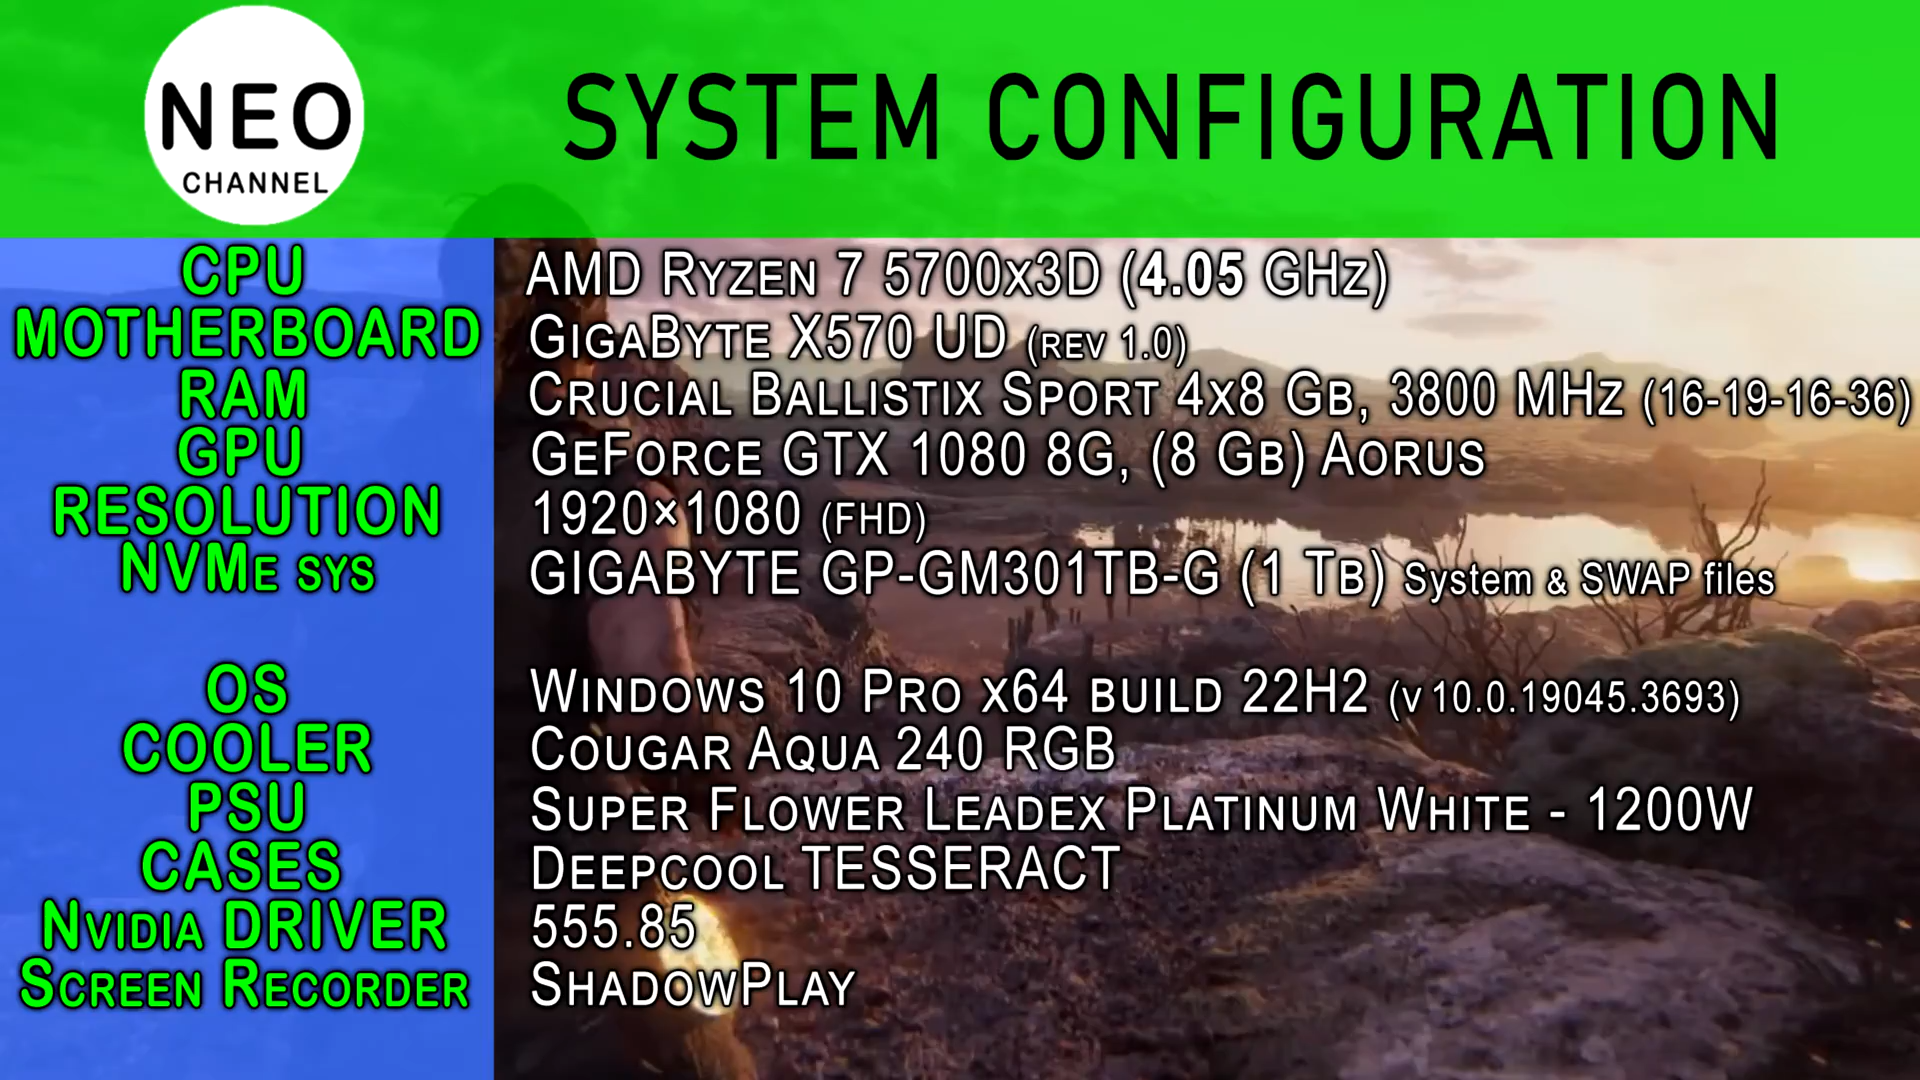 NEO
CHANNEL
SYSTEM CONFIGURATION
CPU AMD RYZEN 7 5700X3D (4.05 GHZ)
MOTHERBOARD GIGABYTE X570 UD (REV 1.0)
RAM CRUCIAL BALLISTIX SPORT 4X8 GB, 3800 MHZ (16-19-16-36)
GPU GEFORCE GTX 1080 8G, (8 GB) AORUS
RESOLUTION 1920×1080 (FHD)
NVME SYS GIGABYTE GP-GM301TB-G (1 TB) System & SWAP files
OS WINDOWS 10 PRO X64 BUILD 22H2 (V 10.0.19045.3693)
COOLER COUGAR AQUA 240 RGB
PSU SUPER FLOWER LEADEX PLATINUM WHITE - 1200W
CASES DEEPCOOL TESSERACT
NVIDIA DRIVER 555.85
SCREEN RECORDER SHADOWPLAY